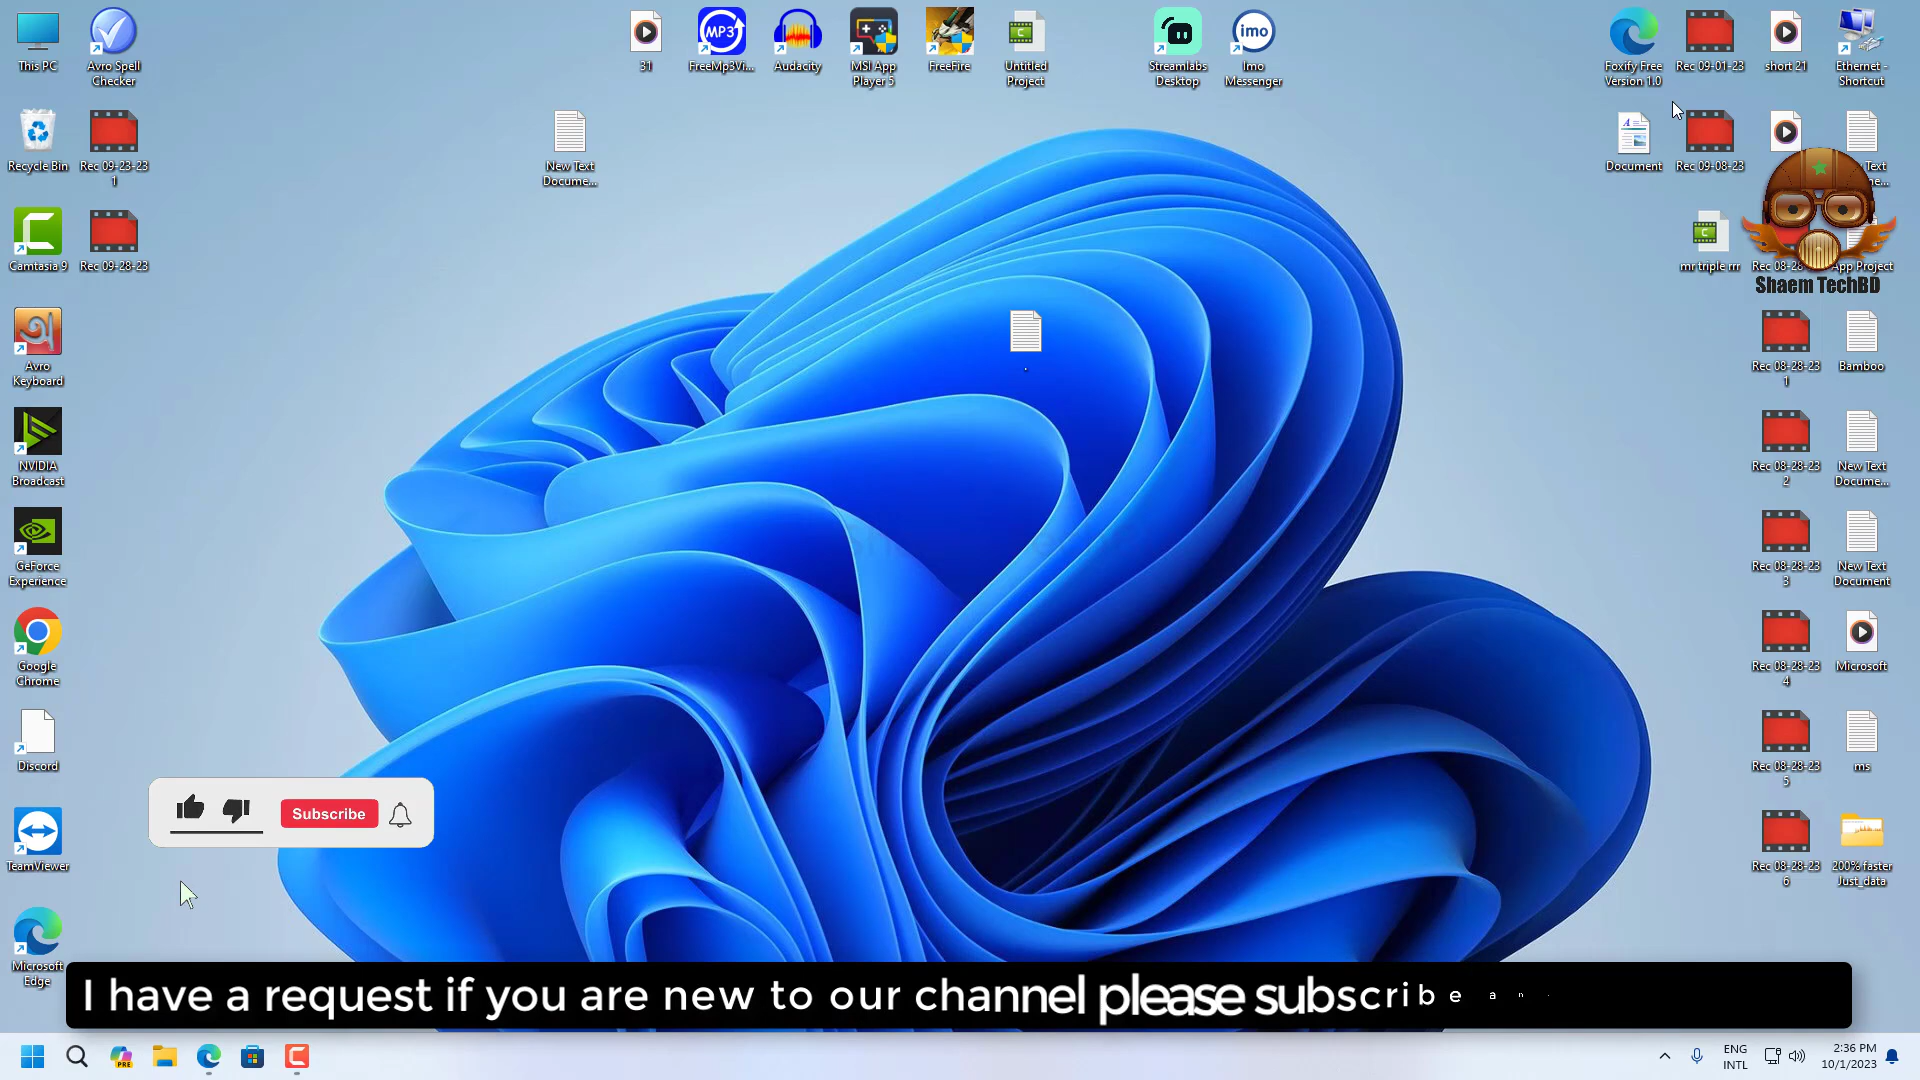 This PC
Avro Spell
Checker
31
FreeMp3Vi...
Audacity
MSI App
Player 5
FreeFire
Untitled
Project
Streamlabs
Desktop
Imo
Messenger
Foxify Free
Version 1.0
Rec 09-01-23
short 21
Ethernet -
Shortcut
Recycle Bin
Rec 09-23-23
1
New Text
Docume...
Document
Rec 09-08-23
Text
Camtasia 9
Rec 09-28-23
mr triple rrr
Rec 08-28
App Project
Shaem TechBD
Avro
Keyboard
Rec 08-28-23
1
Bamboo
NVIDIA
Broadcast
Rec 08-28-23
2
New Text
Docume...
GeForce
Experience
Rec 08-28-23
3
New Text
Document
Google
Chrome
Rec 08-28-23
4
Microsoft
Discord
Rec 08-28-23
5
ms
TeamViewer
Rec 08-28-23
6
200% faster
Just_data
Subscribe
Microsoft
Edge
I have a request if you are new to our channel please subscribe an
PRE
ENG
INTL
2:36 PM
10/1/2023